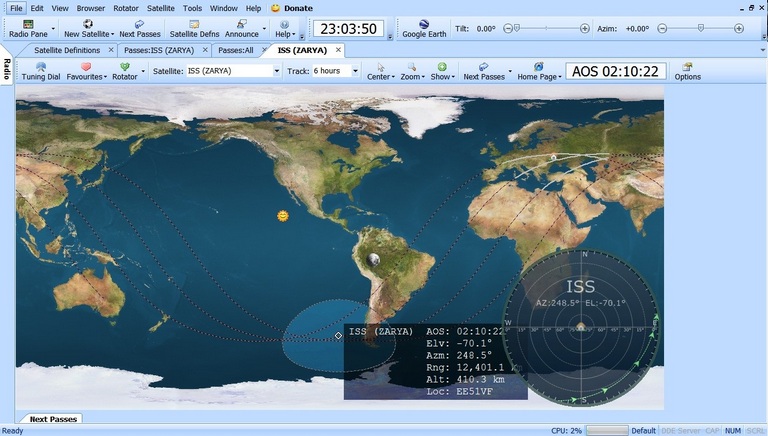 File Edit View Browser Rotator Satellite Tools Window Help Donate
Radio Pane New Satellite Next Passes Satellite Defns Announce Help 23:03:50 Google Earth Tilt: 0.00° Azim: +0.00°
Satellite Definitions Passes:ISS (ZARYA) Passes:All ISS (ZARYA)
Radio
Tuning Dial Favourites Rotator Satellite: ISS (ZARYA) Track: 6 hours Center Zoom Show Next Passes Home Page AOS 02:10:22 Options
N
ISS
AZ:248.5° EL:-70.1°
W
E
S
ISS (ZARYA) AOS: 02:10:22
Elv: -70.1°
Azm: 248.5°
Rng: 12,401.1 k
Alt: 410.3 km
Loc: EE51VF
Next Passes
Ready CPU: 2% Default DDE Server CAP NUM SCRL